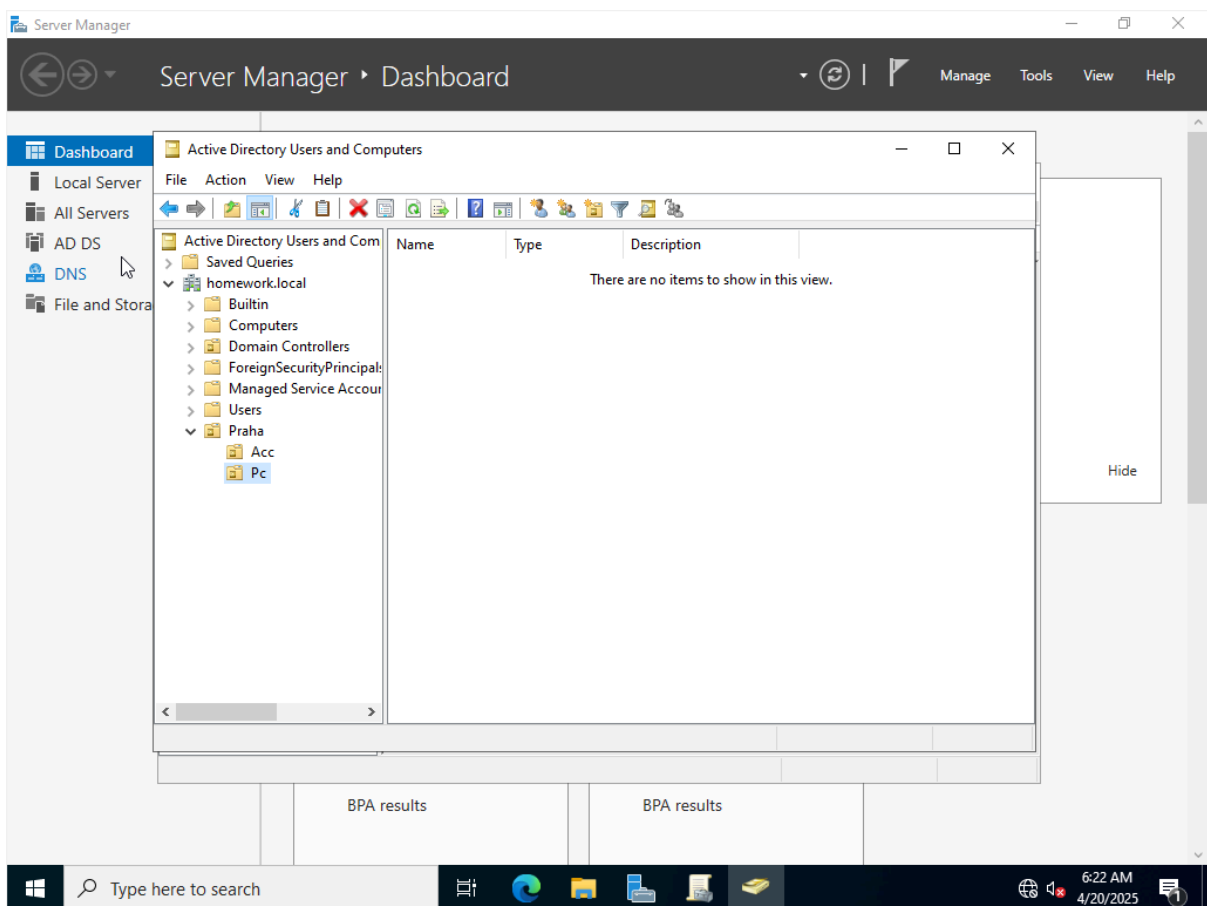 Server Manager
Server Manager ‣ Dashboard
Manage Tools View Help
Dashboard
Local Server
All Servers
AD DS
DNS
File and Stora
Active Directory Users and Computers
File Action View Help
Active Directory Users and Com
Saved Queries
homework.local
Builtin
Computers
Domain Controllers
ForeignSecurityPrincipals
Managed Service Accour
Users
Praha
Acc
Pc
Name Type Description
There are no items to show in this view.
Hide
BPA results
BPA results
Type here to search
6:22 AM
4/20/2025
1